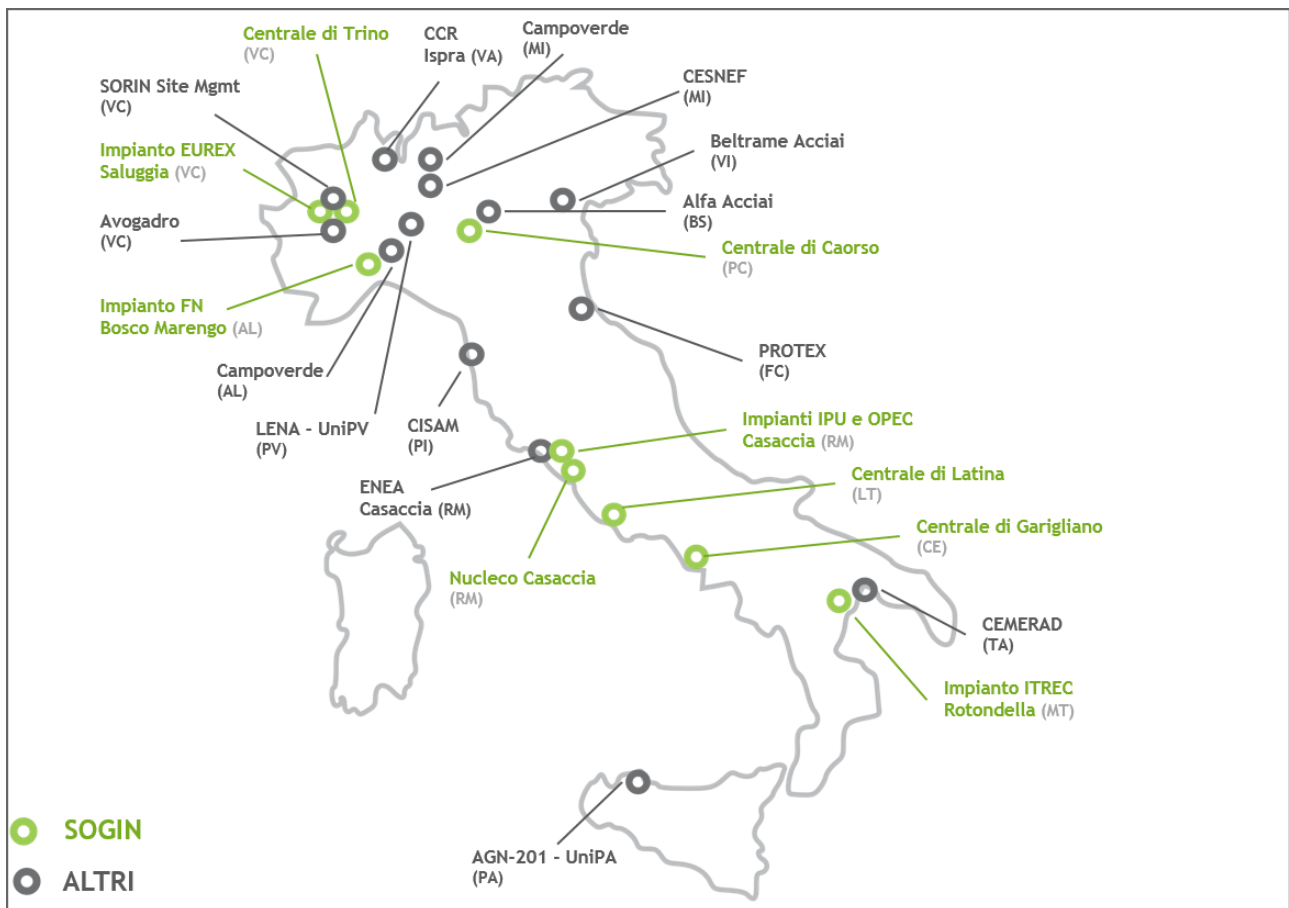 Centrale di Trino
(VC)
CCR
Ispra (VA)
Campoverde
(MI)
SORIN Site Mgmt
(VC)
CESNEF
(MI)
Impianto EUREX
Saluggia (VC)
Beltrame Acciai
(VI)
Avogadro
(VC)
Alfa Acciai
(BS)
Centrale di Caorso
(PC)
Impianto FN
Bosco Marengo (AL)
Campoverde
(AL)
PROTEX
(FC)
LENA - UniPV
(PV)
CISAM
(PI)
Impianti IPU e OPEC
Casaccia (RM)
ENEA
Casaccia (RM)
Centrale di Latina
(LT)
Centrale di Garigliano
(CE)
Nucleco Casaccia
(RM)
CEMERAD
(TA)
Impianto ITREC
Rotondella (MT)
AGN-201 - UniPA
(PA)
SOGIN
ALTRI